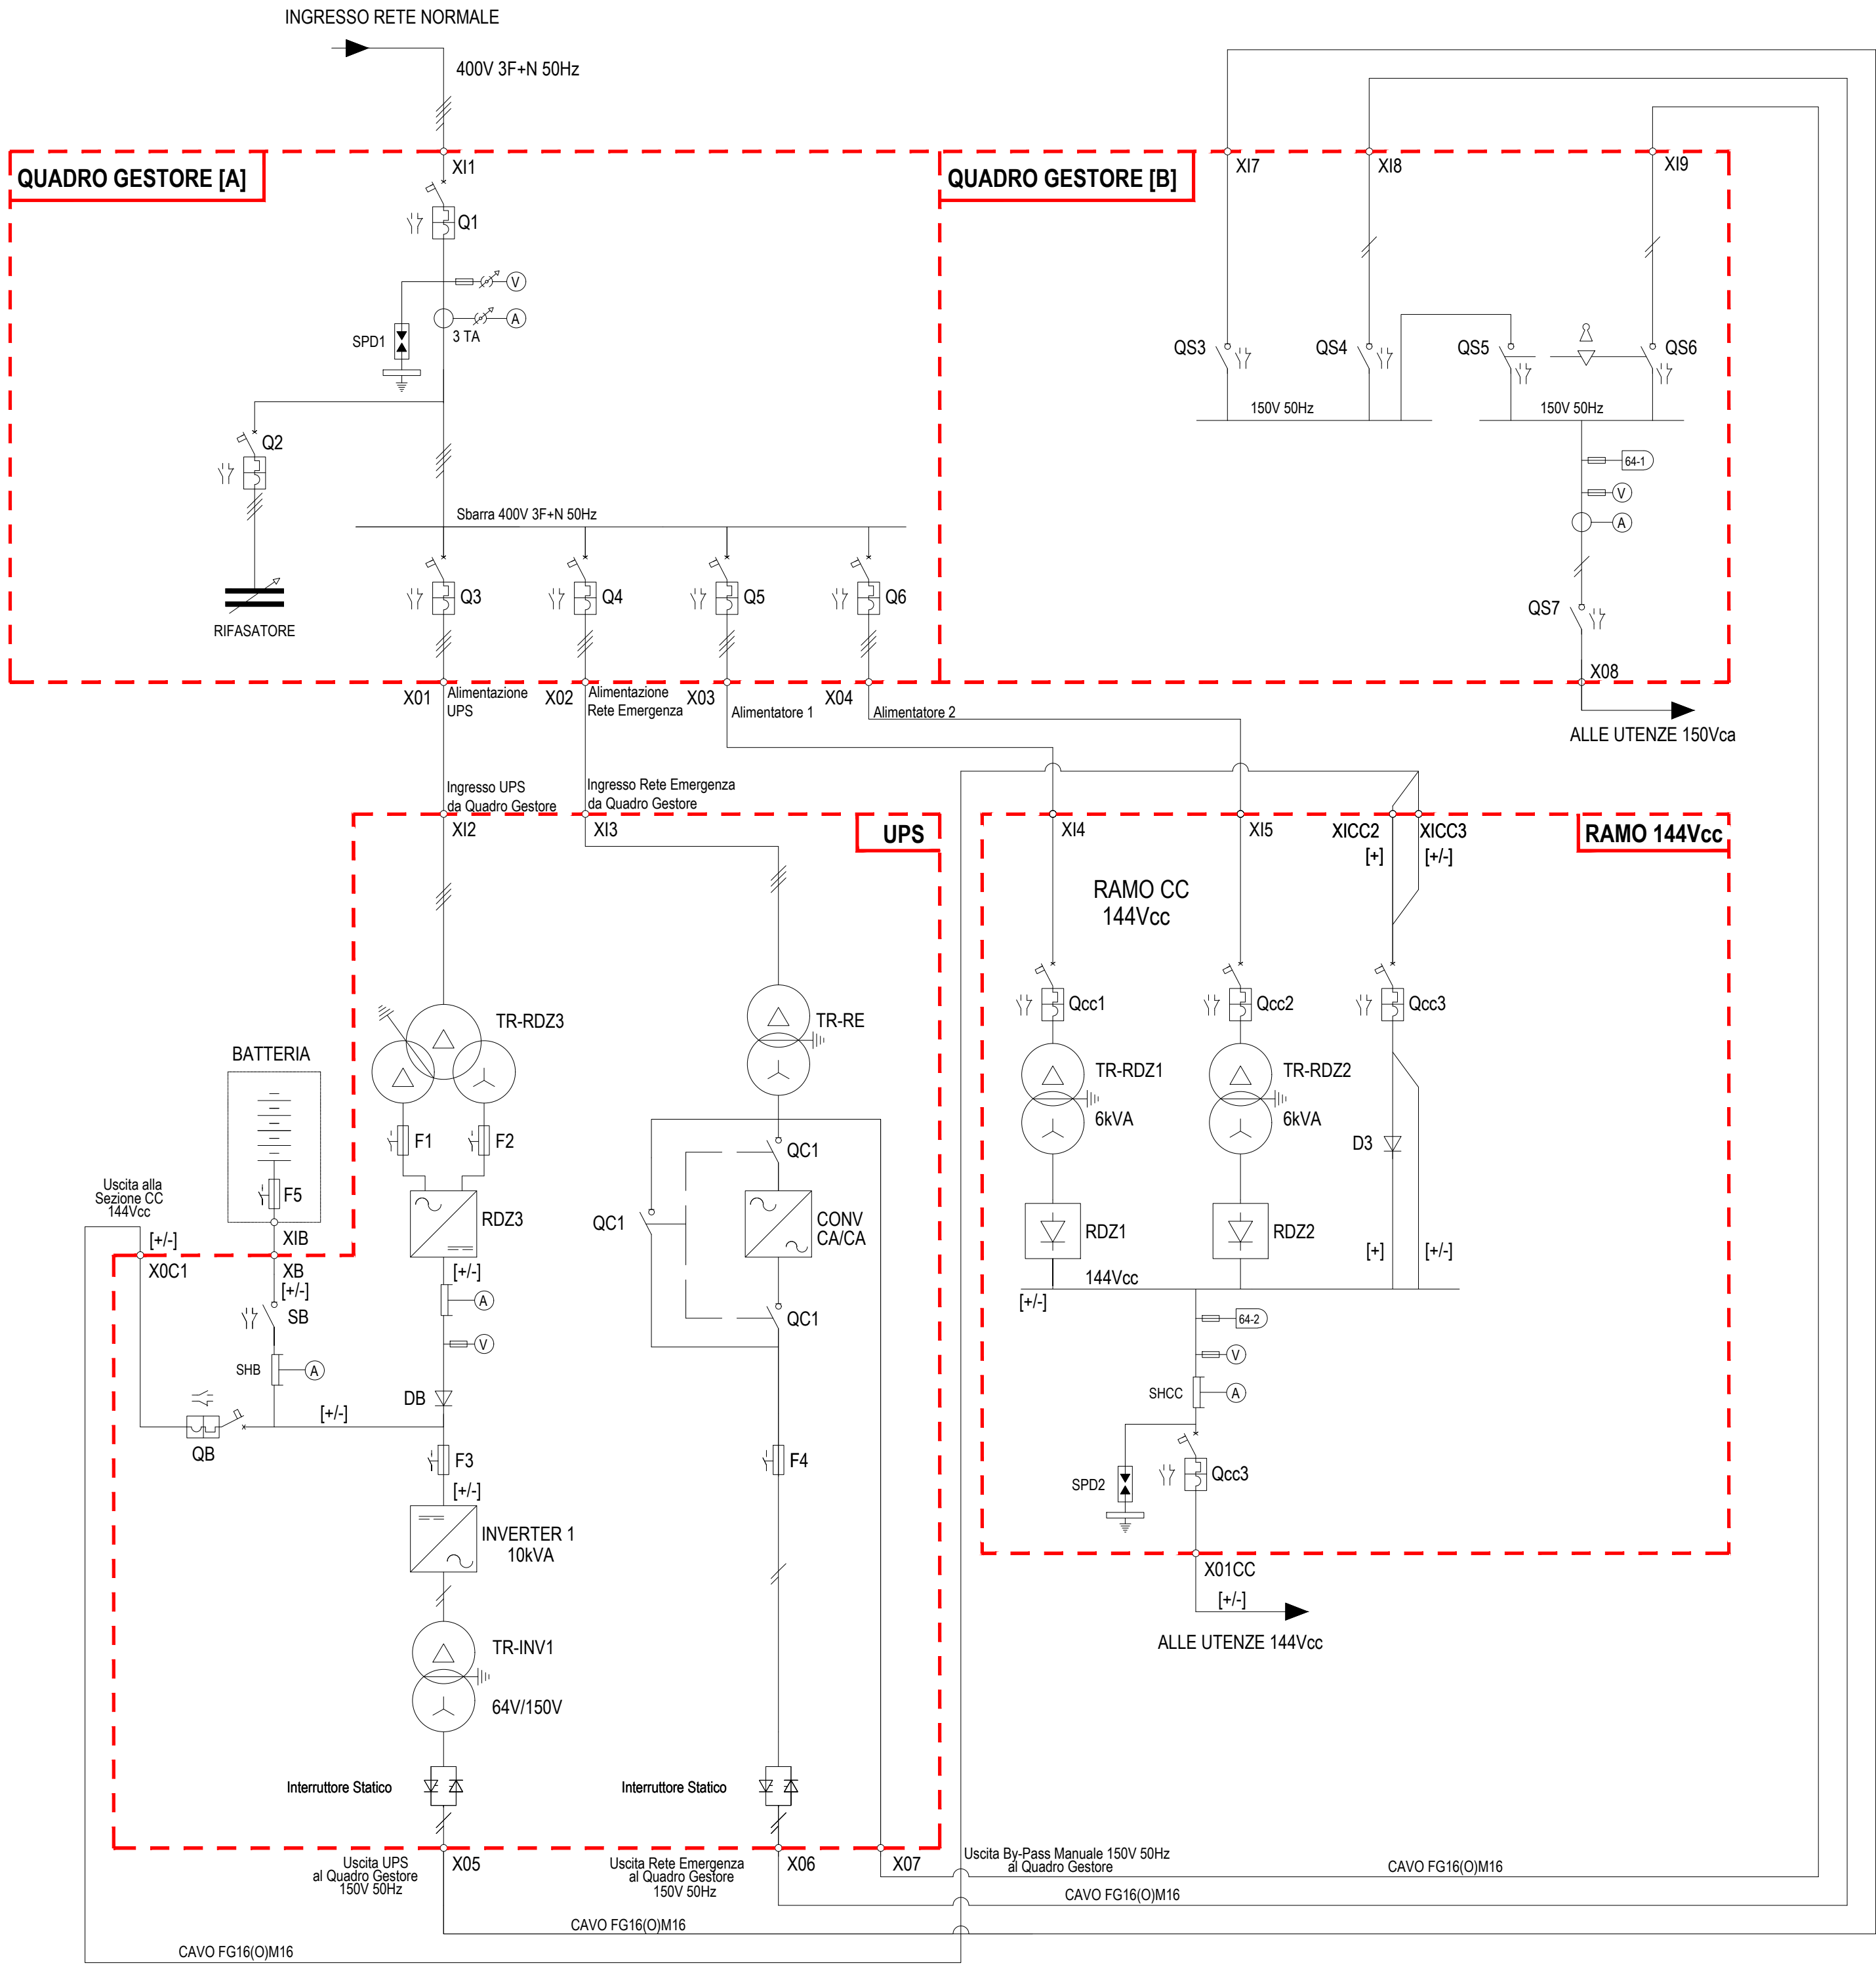 INGRESSO RETE NORMALE
400V 3F+N 50Hz
QUADRO GESTORE [A]
XI1
Q1
V
A
3 TA
SPD1
Q2
RIFASATORE
Sbarra 400V 3F+N 50Hz
Q3
Q4
Q5
Q6
X01
Alimentazione
UPS
X02
Alimentazione
Rete Emergenza
X03
Alimentatore 1
X04
Alimentatore 2
QUADRO GESTORE [B]
XI7
XI8
XI9
QS3
QS4
QS5
QS6
150V 50Hz
150V 50Hz
64-1
V
A
QS7
X08
ALLE UTENZE 150Vca
Ingresso UPS
da Quadro Gestore
Ingresso Rete Emergenza
da Quadro Gestore
XI2
XI3
UPS
TR-RDZ3
TR-RE
BATTERIA
F1
F2
F5
Uscita alla
Sezione CC
144Vcc
[+/-]
X0C1
XIB
XB
[+/-]
SB
SHB
A
QB
[+/-]
RDZ3
[+/-]
A
V
DB
F3
[+/-]
INVERTER 1
10kVA
TR-INV1
64V/150V
Interruttore Statico
QC1
QC1
CONV
CA/CA
QC1
F4
Interruttore Statico
Uscita UPS
al Quadro Gestore
150V 50Hz
X05
Uscita Rete Emergenza
al Quadro Gestore
150V 50Hz
X06
X07
Uscita By-Pass Manuale 150V 50Hz
al Quadro Gestore
CAVO FG16(O)M16
CAVO FG16(O)M16
CAVO FG16(O)M16
CAVO FG16(O)M16
XI4
XI5
XICC2
[+]
XICC3
[+/-]
RAMO 144Vcc
RAMO CC
144Vcc
Qcc1
Qcc2
Qcc3
TR-RDZ1
6kVA
TR-RDZ2
6kVA
D3
RDZ1
RDZ2
[+]
[+/-]
144Vcc
[+/-]
64-2
V
SHCC
A
SPD2
Qcc3
X01CC
[+/-]
ALLE UTENZE 144Vcc